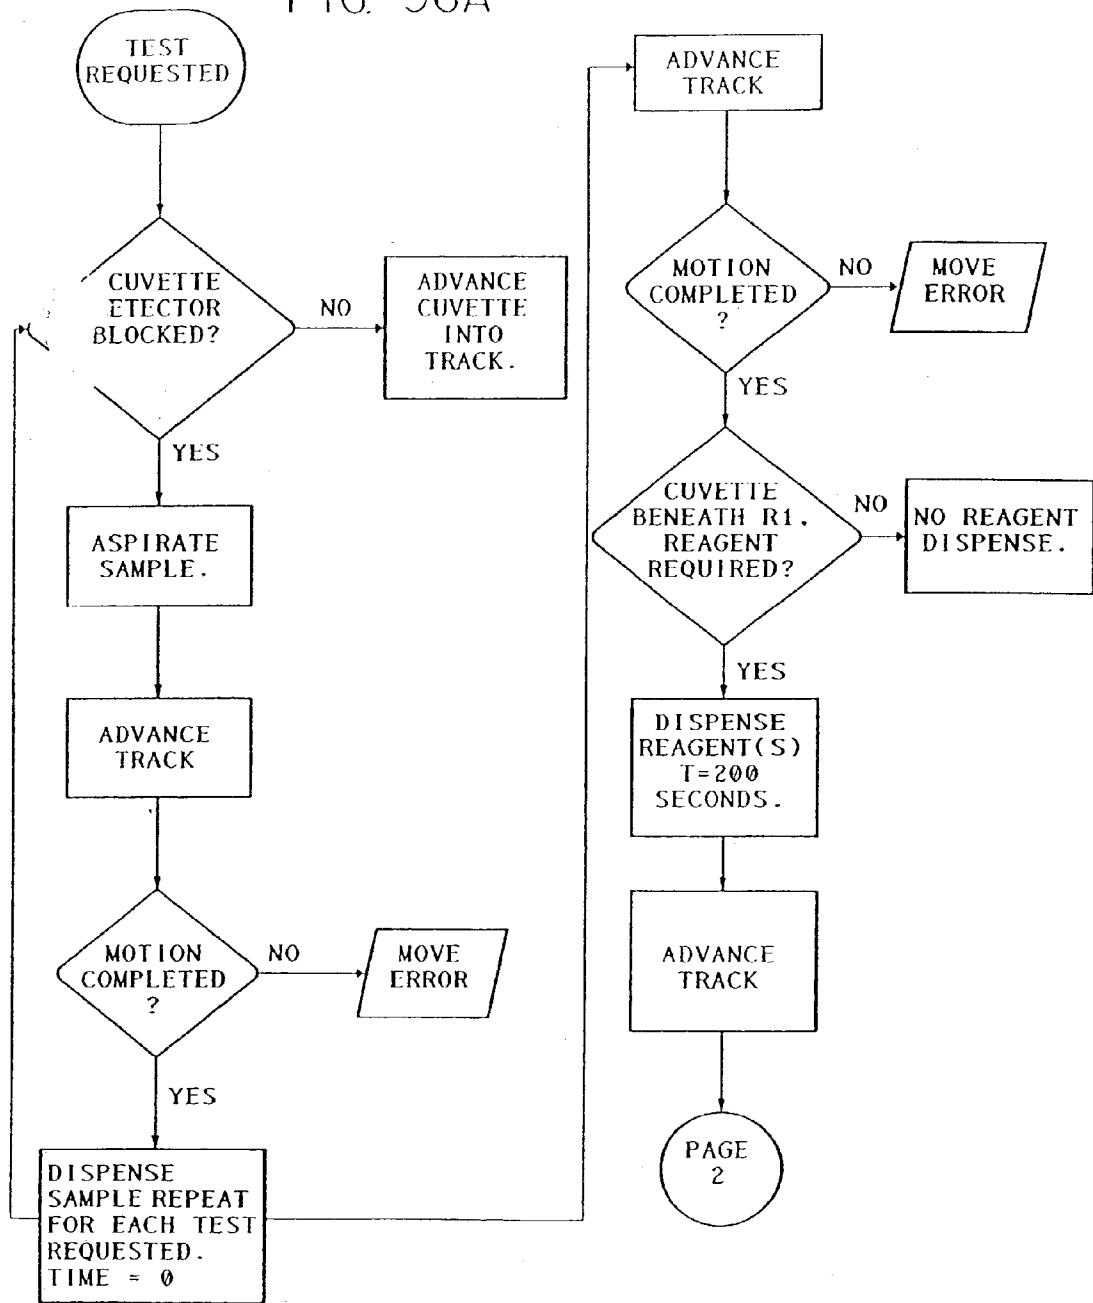 TEST
REQUESTED
CUVETTE
ETECTOR
BLOCKED?
NO
ADVANCE
CUVETTE
INTO
TRACK.
YES
ASPIRATE
SAMPLE.
ADVANCE
TRACK
MOTION
COMPLETED
?
NO
MOVE
ERROR
YES
DISPENSE
SAMPLE REPEAT
FOR EACH TEST
REQUESTED.
TIME = 0
ADVANCE
TRACK
MOTION
COMPLETED
?
NO
MOVE
ERROR
YES
CUVETTE
BENEATH R1.
REAGENT
REQUIRED?
NO
NO REAGENT
DISPENSE.
YES
DISPENSE
REAGENT(S)
T=200
SECONDS.
ADVANCE
TRACK
PAGE
2